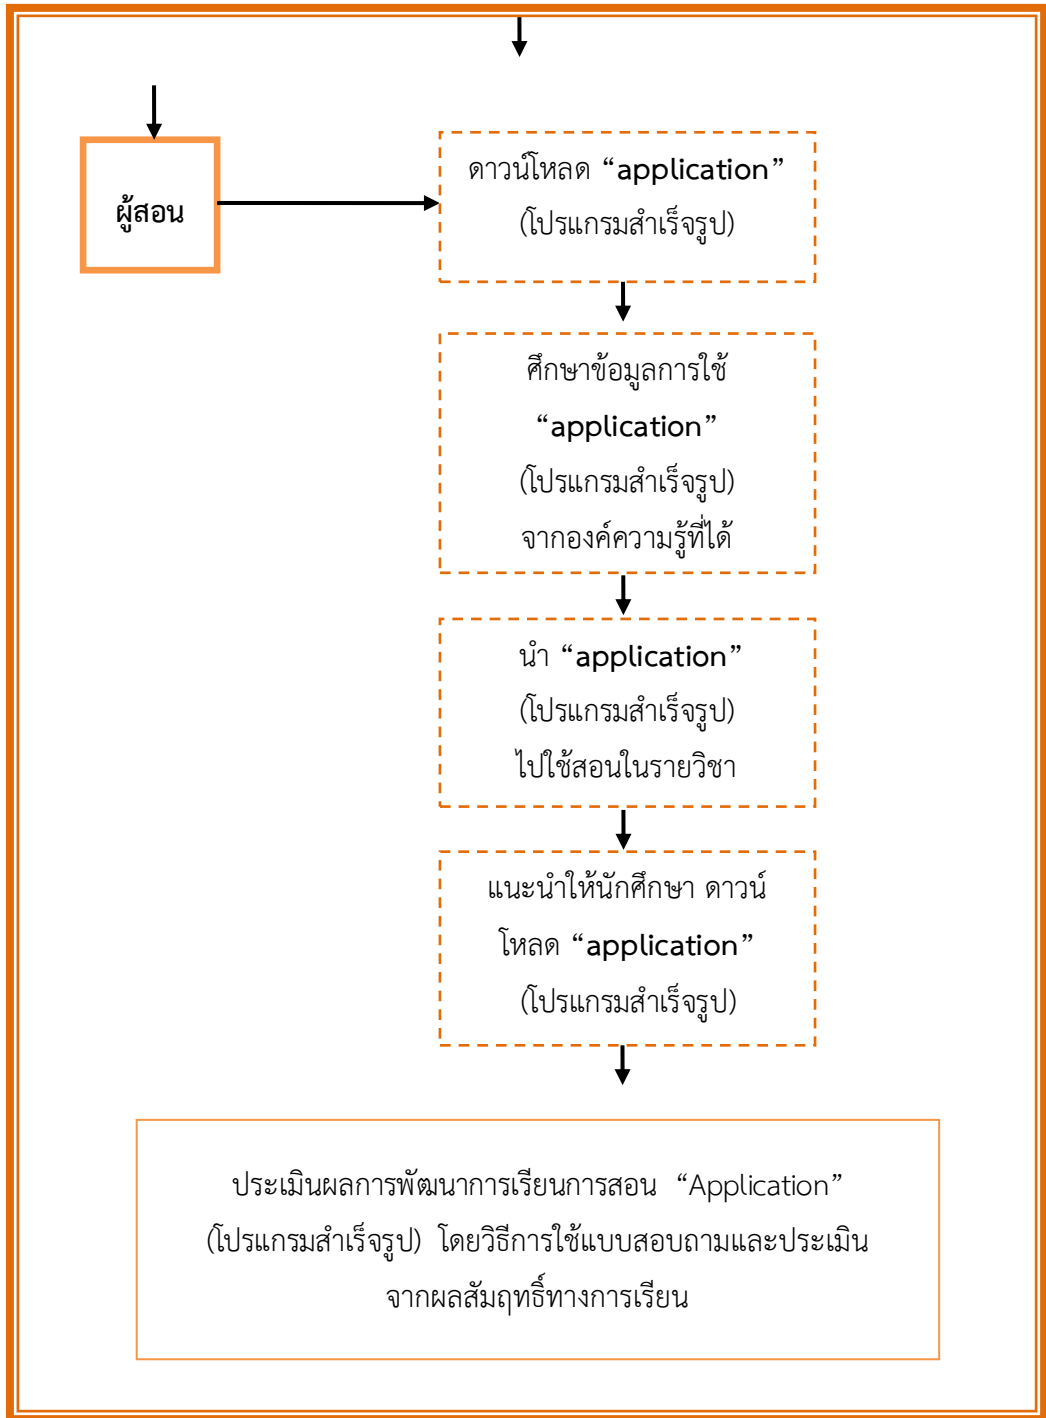 ผู้สอน
ดาวน์โหลด “application”
(โปรแกรมสำเร็จรูป)
ศึกษาข้อมูลการใช้
“application”
(โปรแกรมสำเร็จรูป)
จากองค์ความรู้ที่ได้
นำ “application”
(โปรแกรมสำเร็จรูป)
ไปใช้สอนในรายวิชา
แนะนำให้นักศึกษา ดาวน์
โหลด “application”
(โปรแกรมสำเร็จรูป)
ประเมินผลการพัฒนาการเรียนการสอน “Application”
(โปรแกรมสำเร็จรูป) โดยวิธีการใช้แบบสอบถามและประเมิน
จากผลสัมฤทธิ์ทางการเรียน